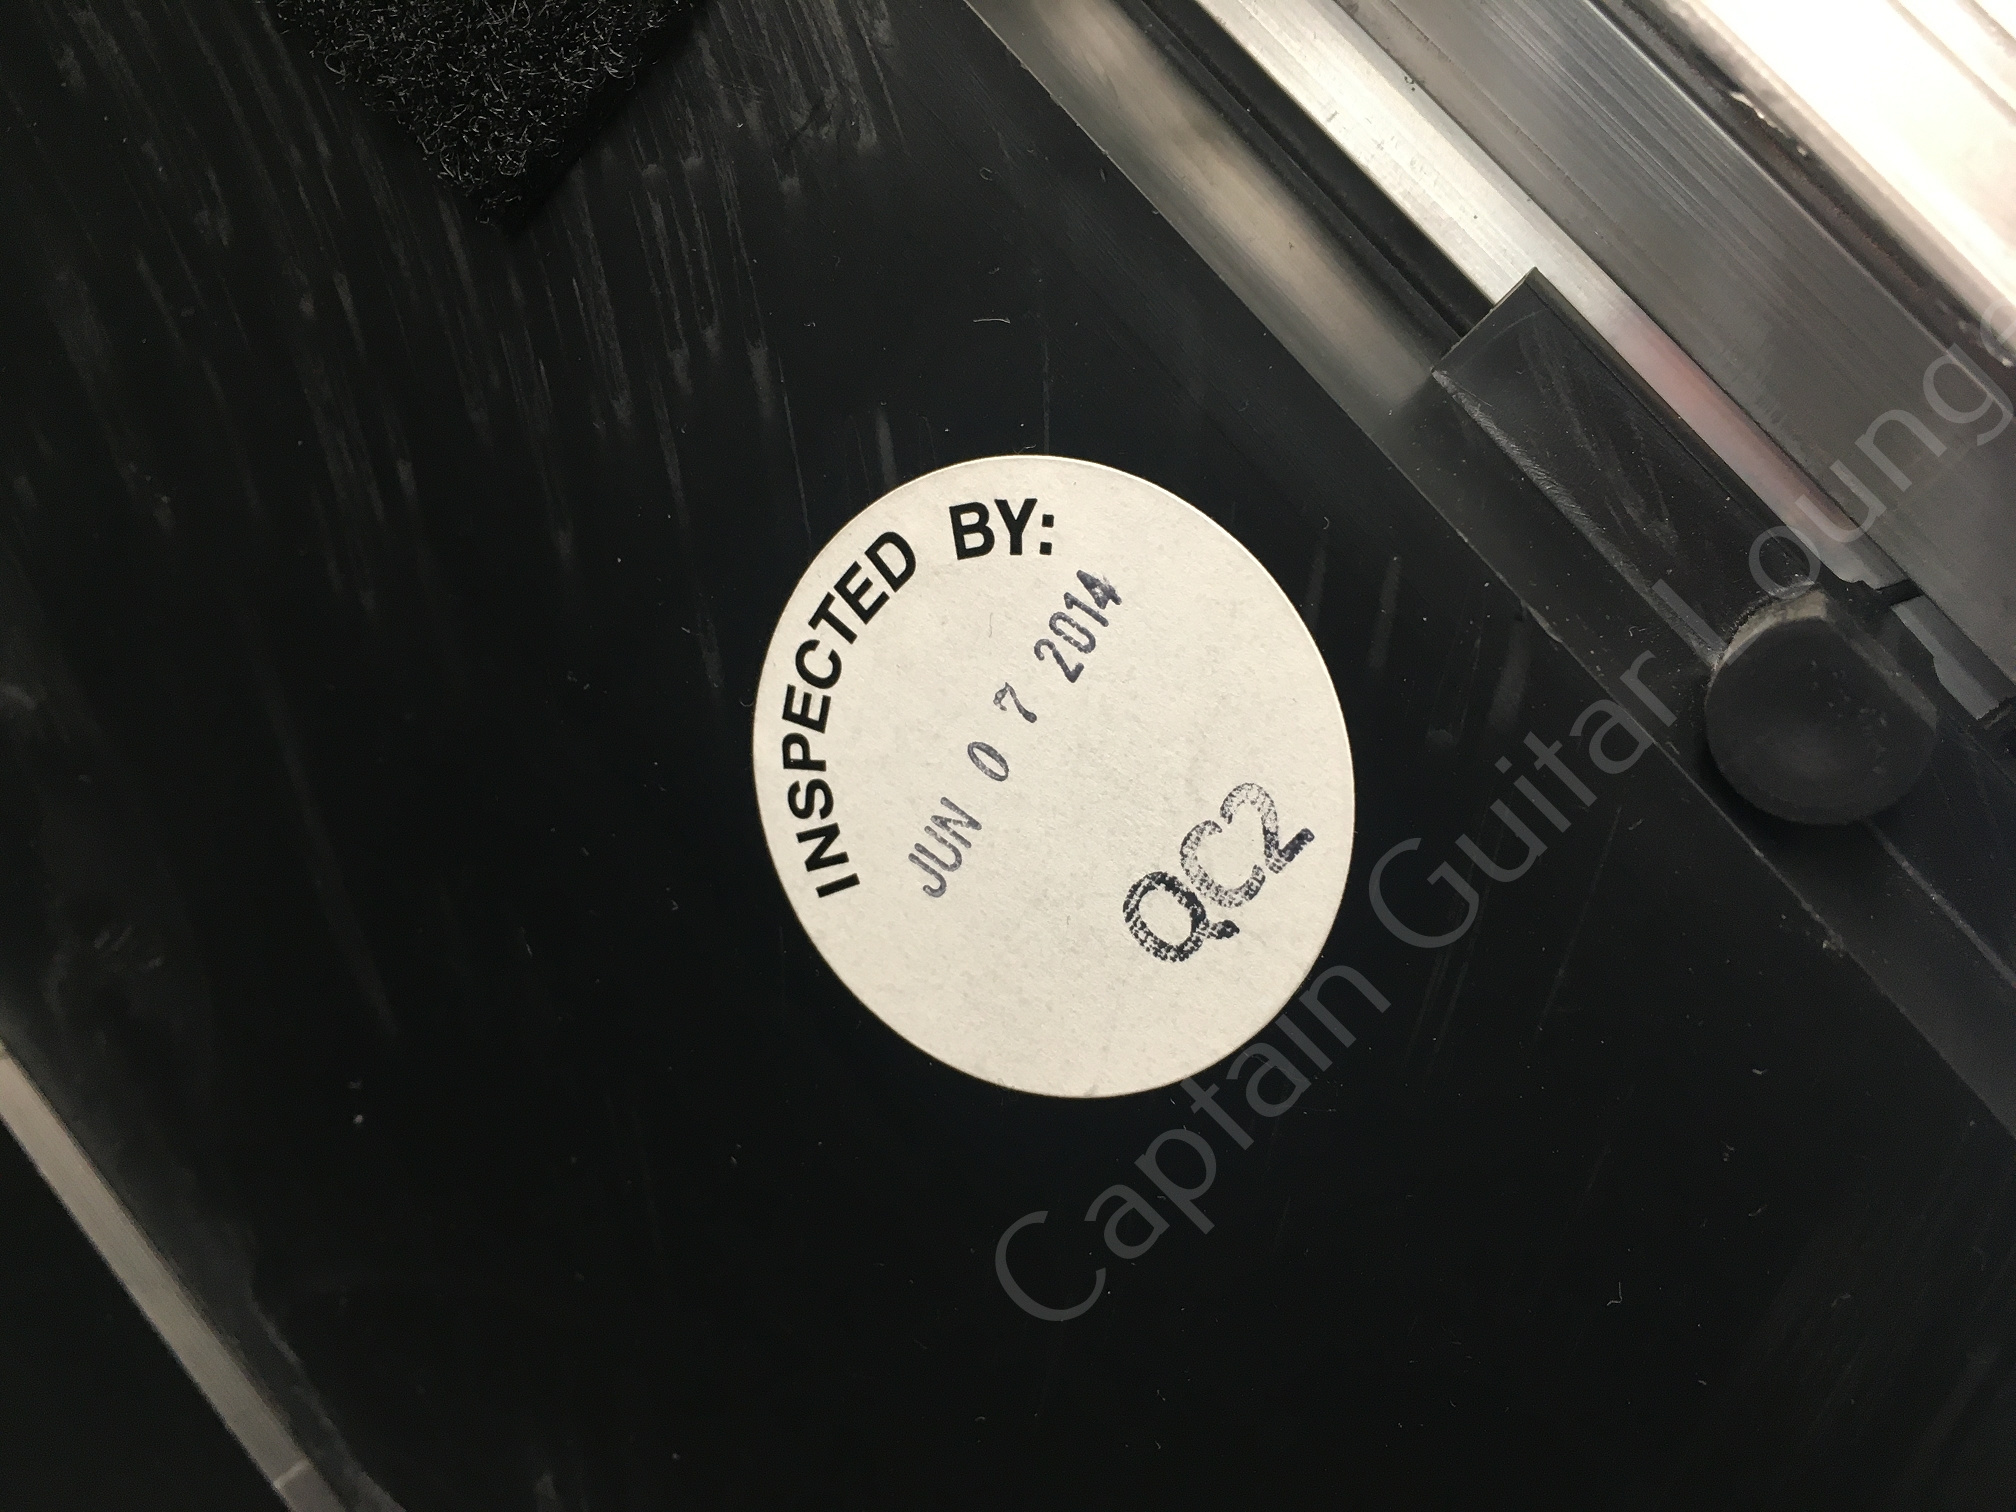 INSPECTED BY:
JUN 07 2014
QC2
Captain Guitar Lounge